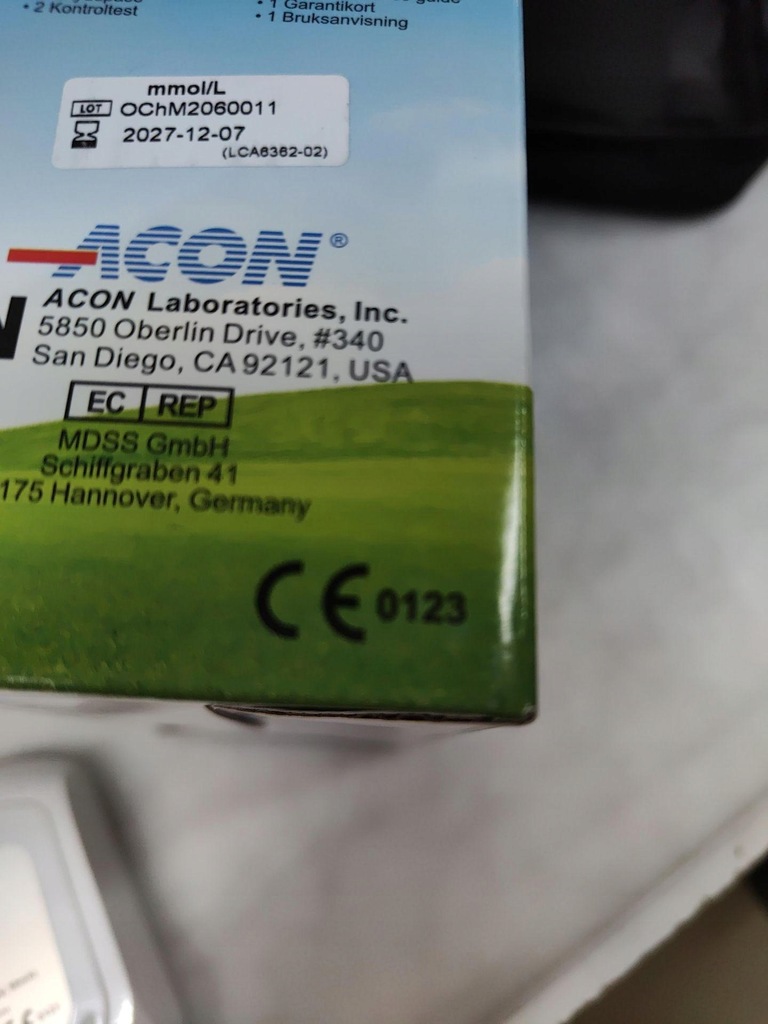 • 2 Kontroltest
• 1 Garantikort
• 1 Bruksanvisning
mmol/L
LOT OChM2060011
2027-12-07
(LCA6362-02)
ACON®
ACON Laboratories, Inc.
5850 Oberlin Drive, #340
San Diego, CA 92121, USA
EC REP
MDSS GmbH
Schiffgraben 41
175 Hannover, Germany
CE 0123